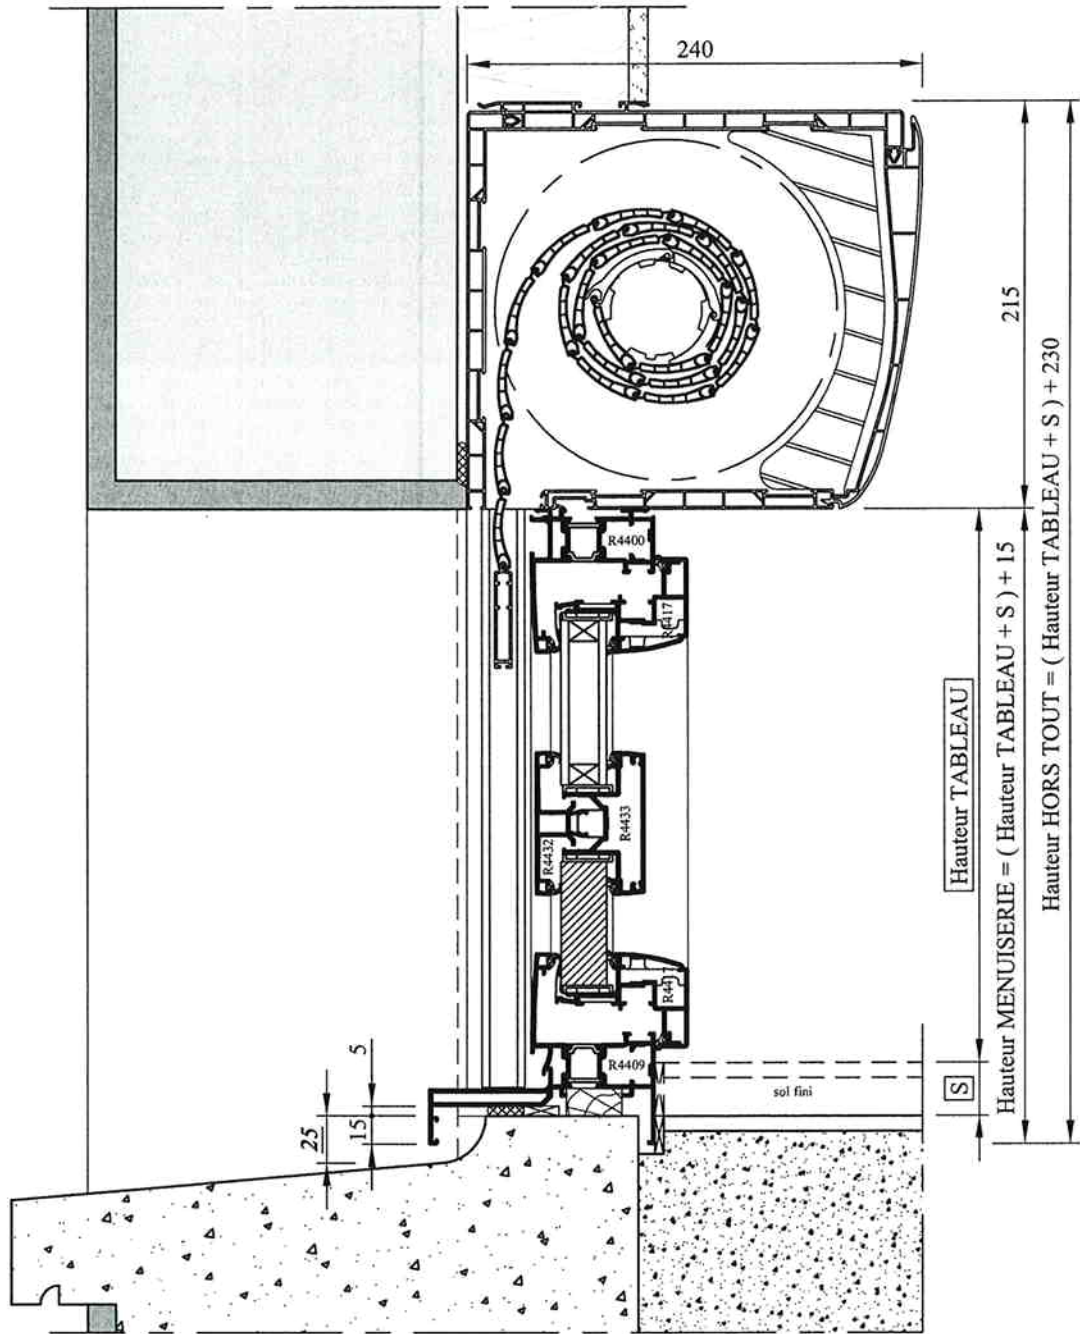 240
215
R4400
R4417
R4433
R4432
R4417
R4409
Hauteur TABLEAU
Hauteur MENUISERIE = ( Hauteur TABLEAU + S ) + 15
Hauteur HORS TOUT = ( Hauteur TABLEAU + S ) + 230
S
sol fini
5
15
25